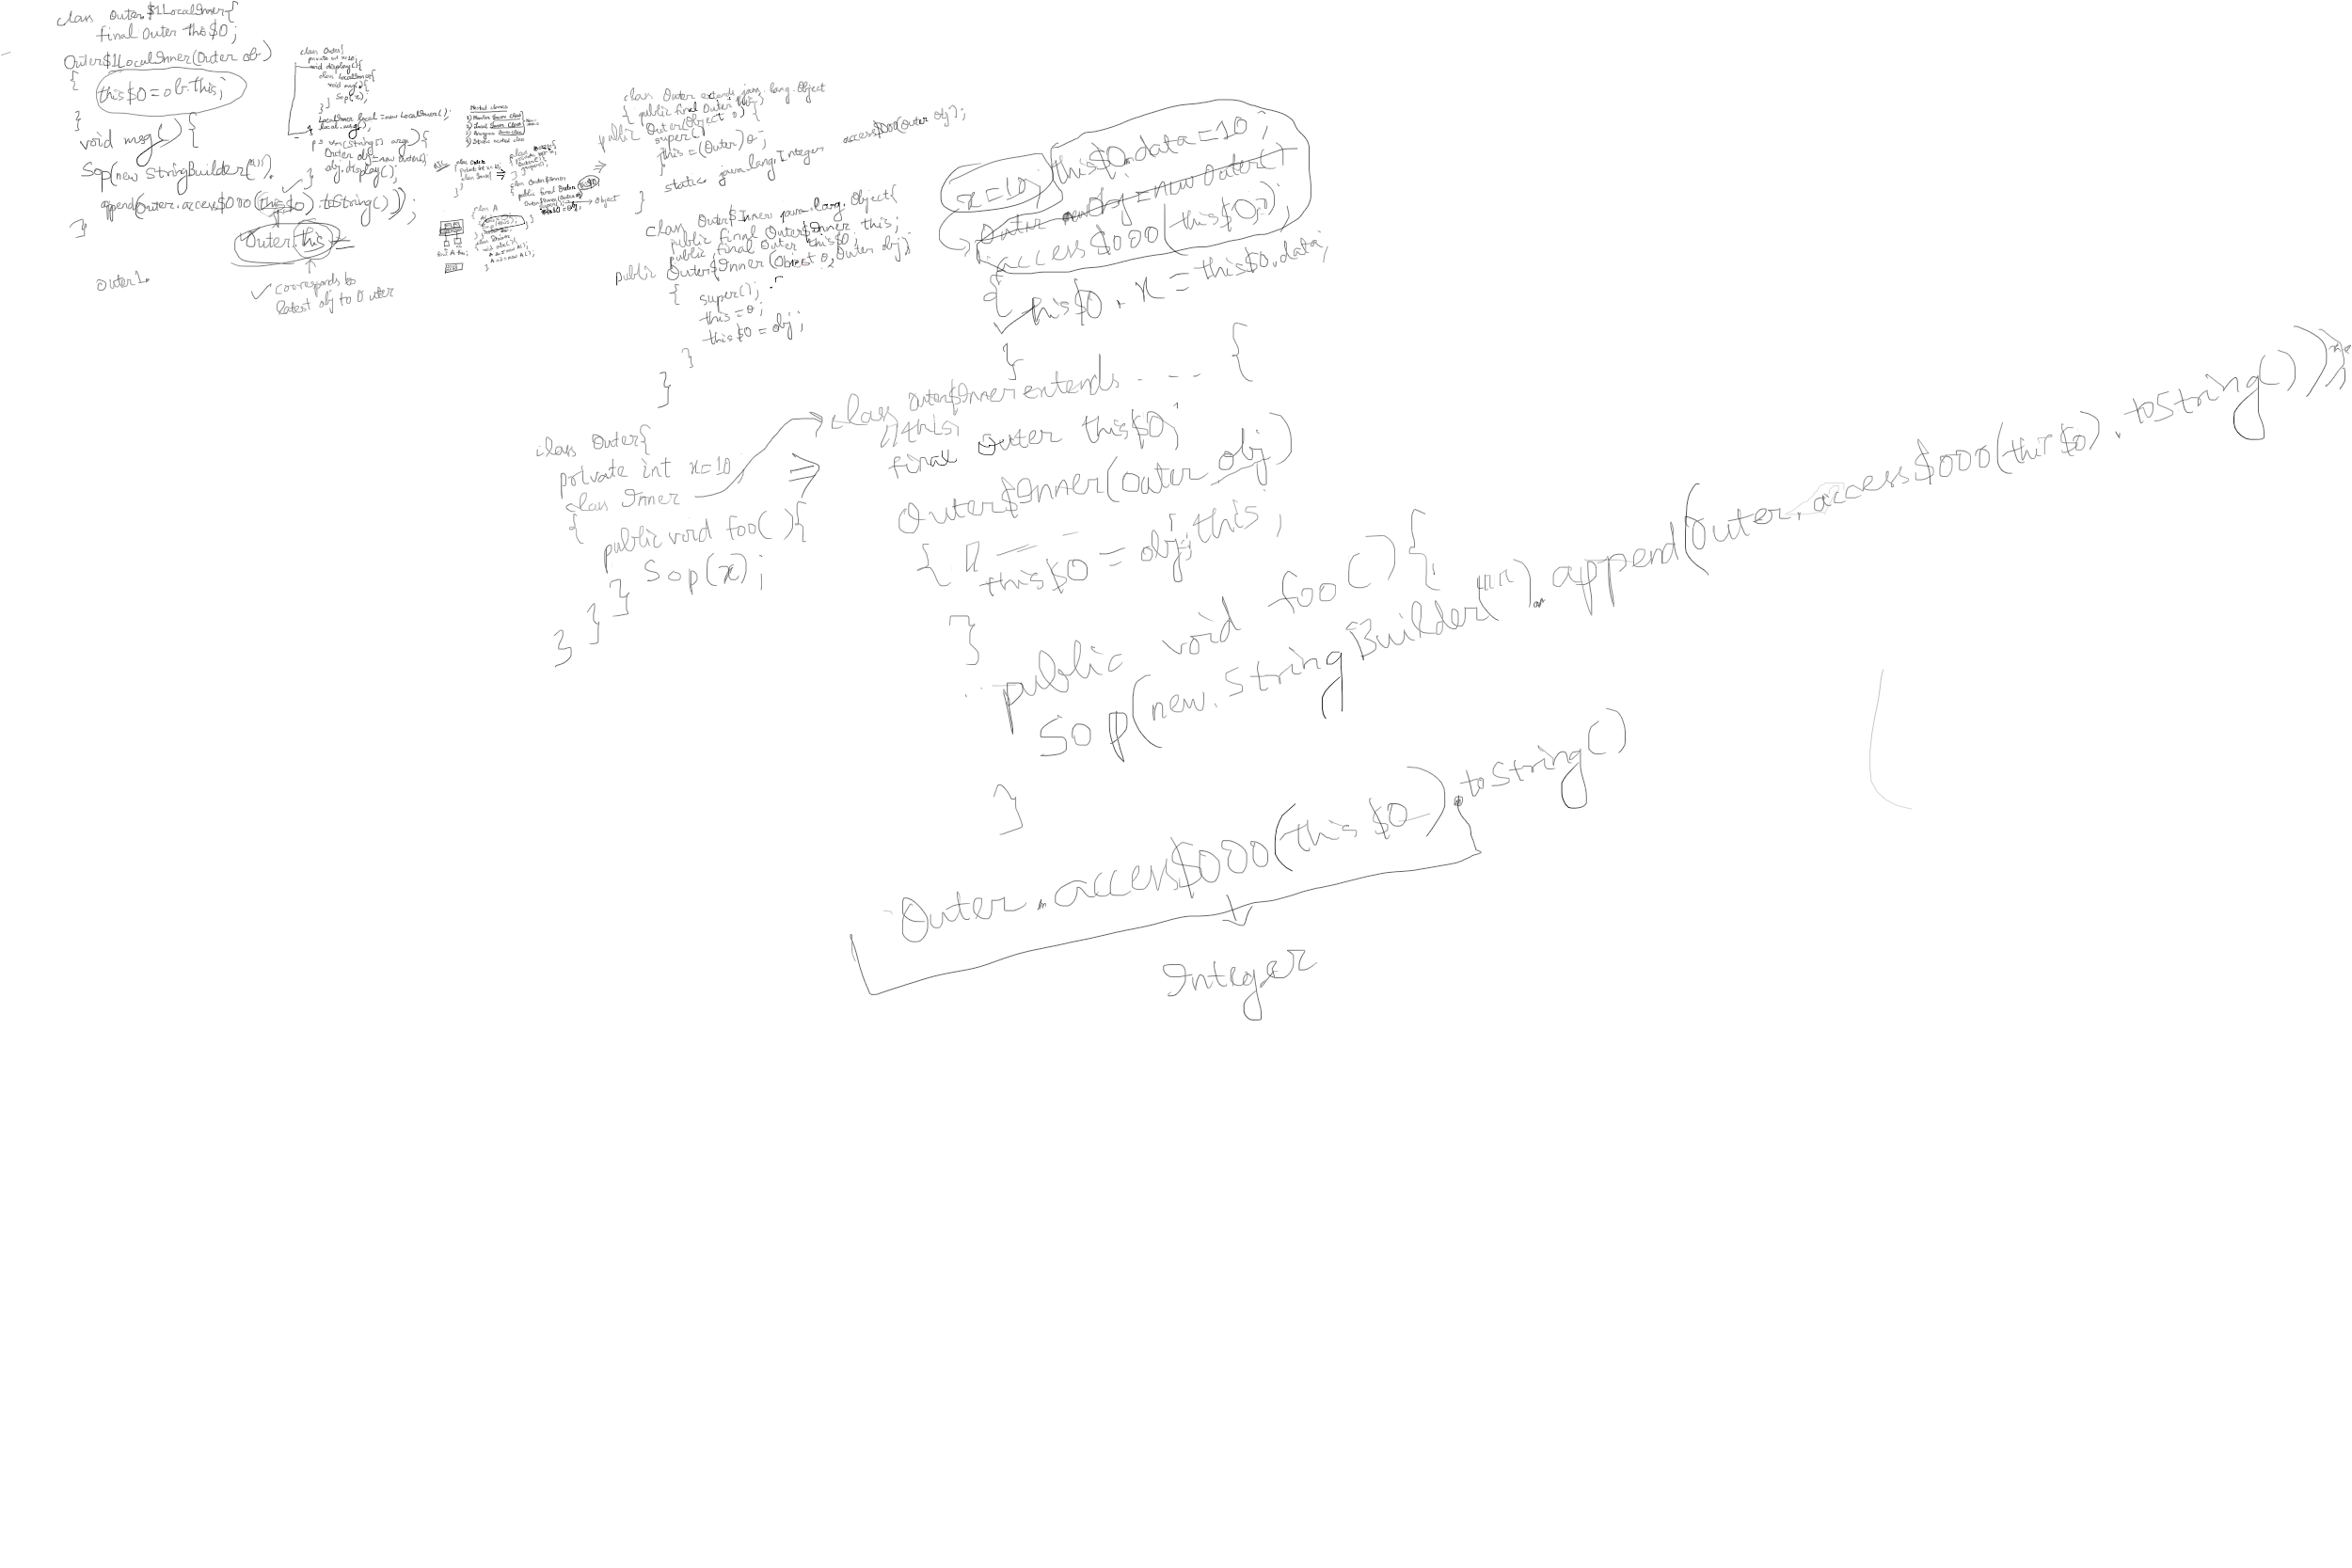 class Outer$1LocalInner{
final Outer this$0;
Outer$1LocalInner(Outer ob)
{
this$0=ob.this;
}
void msg() {
Sop(new StringBuilder("").
append(Outer.access$000(this$0).toString());
}
Outer.this
Outer1.
✓ corresponds to
latest obj to Outer
class Outer{
private int x=10;
void display(){
class LocalInner{
void msg(){
Sop(x);
} }
LocalInner local=new LocalInner();
local.msg();
p s vm(String[] args){
Outer obj=new Outer();
obj.display();
}
Nested classes
class A
Object
class Outer extends java.lang.Object
{ public final Outer this;
public Outer(Object o) {
super();
this=(Outer) o;
}
static java.lang.Integer access$000(Outer obj);
}
class Outer$Inner java.lang.Object{
public final Outer$Inner this;
public final Outer this$0;
public Outer$Inner(Object o, Outer obj)
{
super();
this=o;
this$0=obj;
}
}
x=10; this$0.data=10;
Outer obj=new Outer()
access$000(this$0);
{
this$0.x=this$0.data;
}
class Outer{
private int x=10;
class Inner
{
public void foo(){
Sop(x);
}
}
}
class Outer$Inner extends ---- {
//this;
final Outer this$0;
Outer$Inner(Outer obj)
{ //
this$0=obj.this;
}
public void foo(){
Sop(new StringBuilder("").append(Outer.access$000(this$0).toString()));
}
Outer.access$000(this$0).toString()
Integer